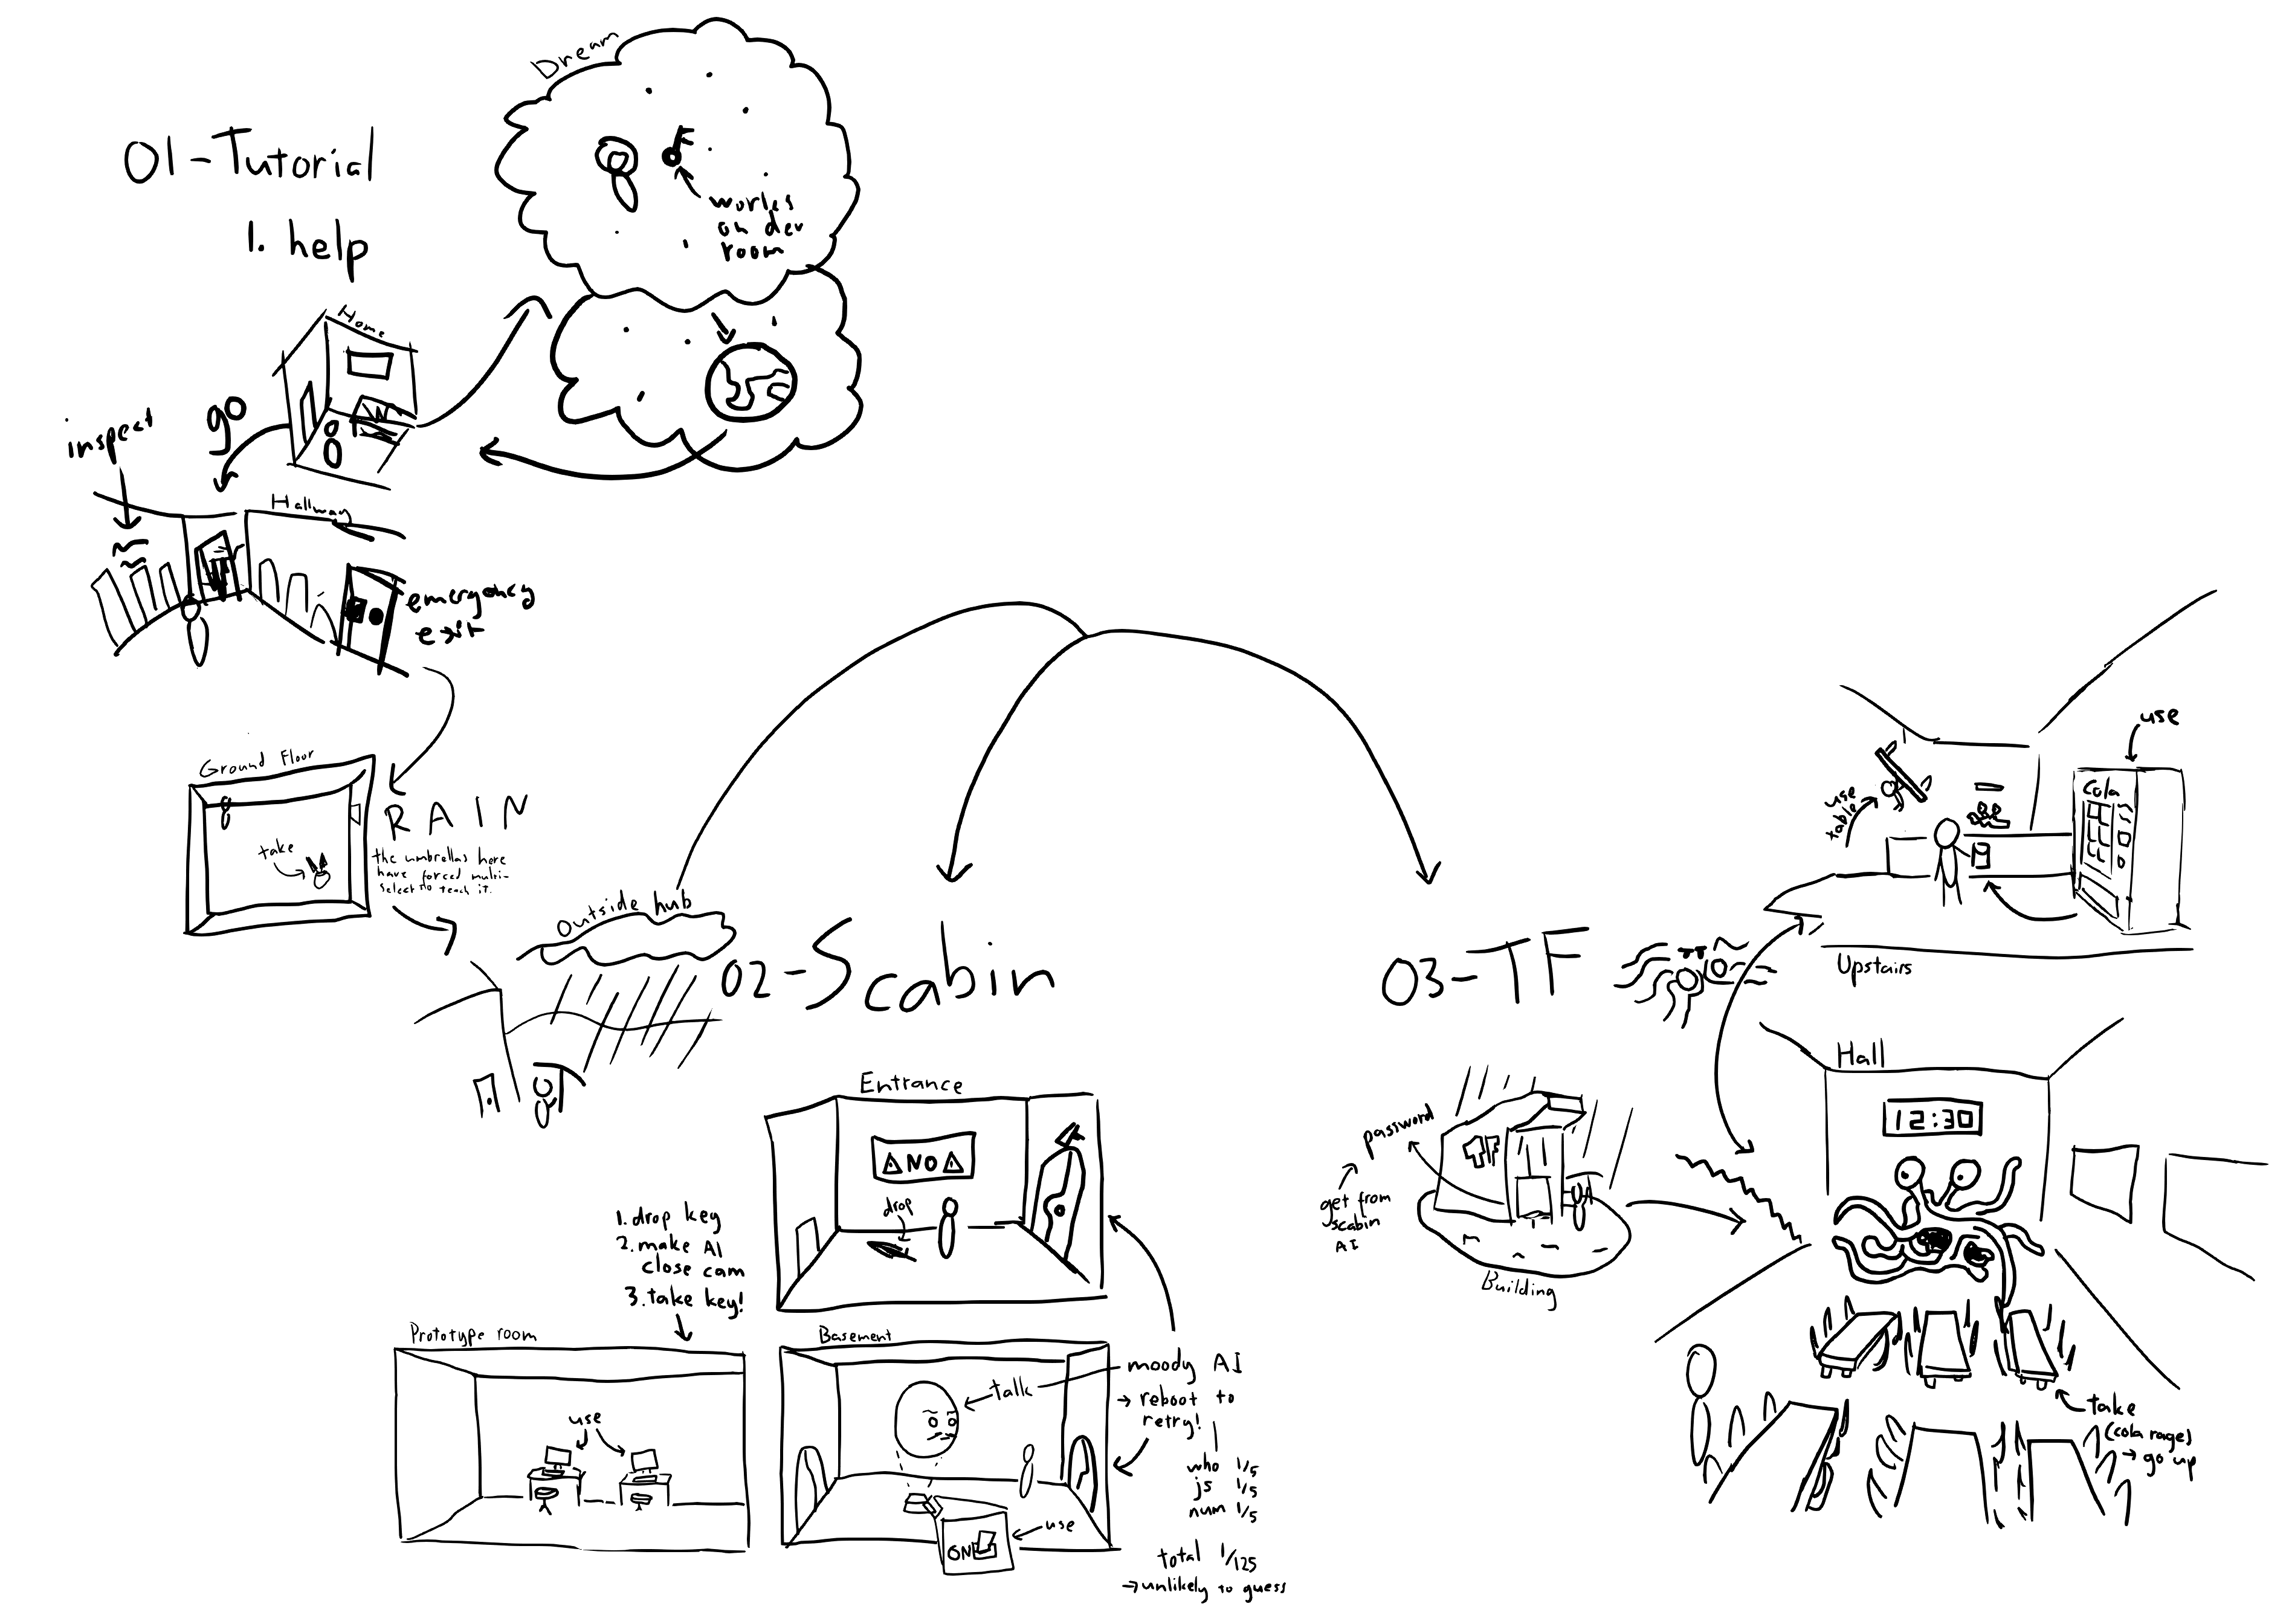 Dream
01-Tutorial
1. help
works
on dev
room
Home
go
inspect
Hallway
emergency
exit
Ground Floor
take
RAIN
the umbrellas here
have forced multi-
select to teach it.
Outside hub
02-Scabin
Entrance
NO
drop
1. drop key
2. make AI
close cam
3. take key!
Prototype room
use
Basement
talk
moody AI
→ reboot to
retry!
who 1/5
js 1/5
num 1/5
total 1/125
→ unlikely to guess
ON
use
03-TF
password
get from
scabin
AI
TF
Building
use
Cola
use
table
Upstairs
Hall
12:30
take
(cola rage)
→ go up